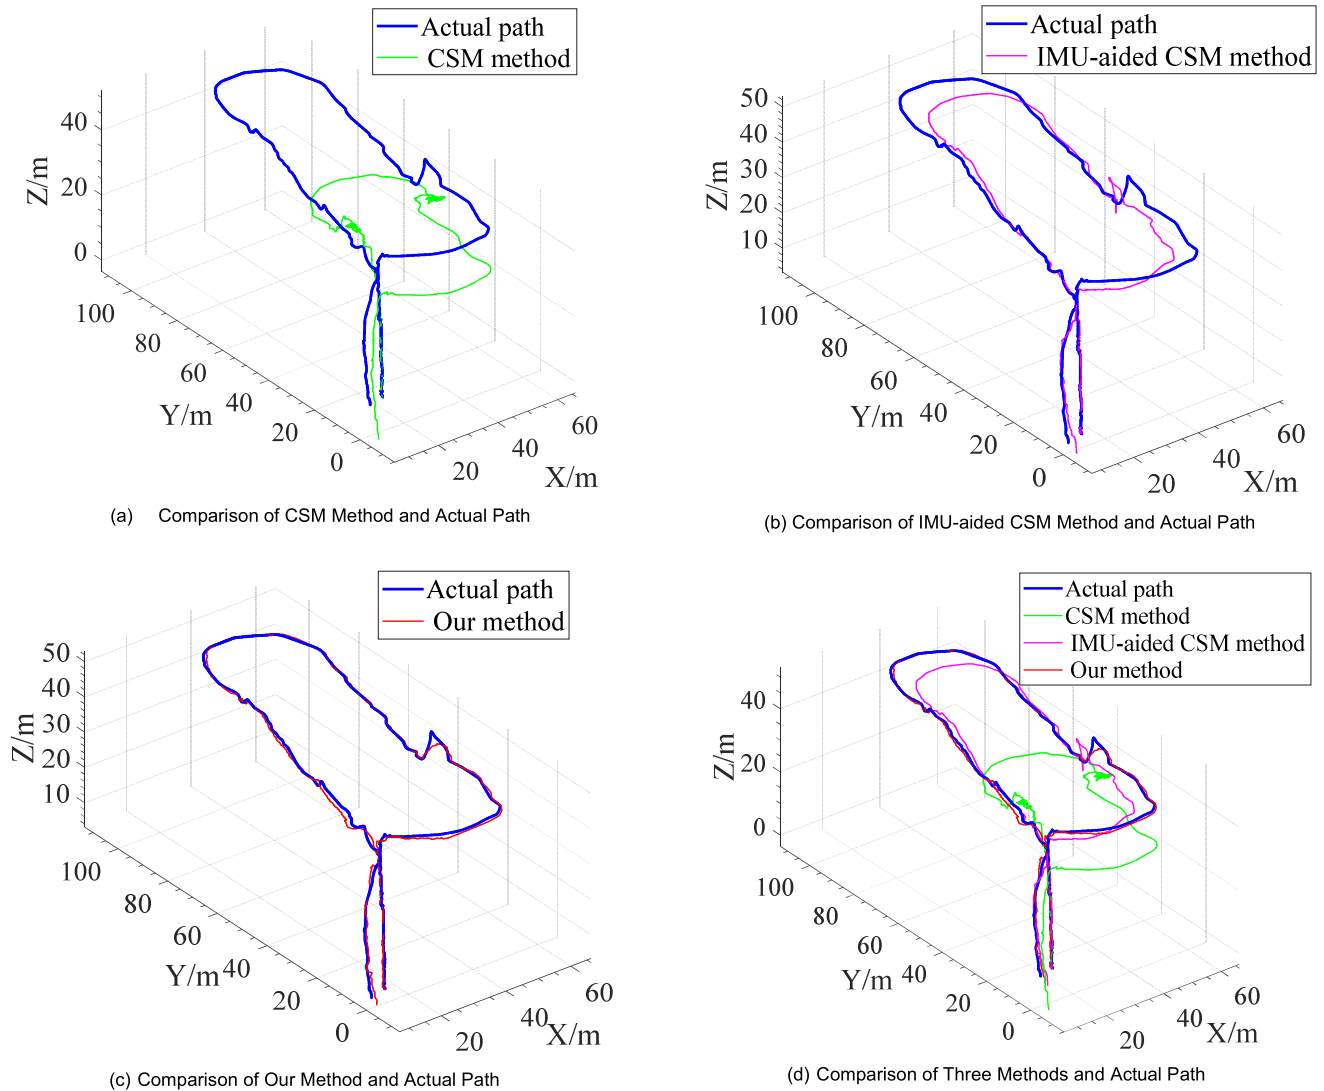 Actual path
CSM method
Z/m
40
20
0
100
80
60
40
20
0
Y/m
20
40
60
X/m
(a) Comparison of CSM Method and Actual Path
Actual path
IMU-aided CSM method
Z/m
50
40
30
20
10
100
80
60
40
20
0
Y/m
20
40
60
X/m
(b) Comparison of IMU-aided CSM Method and Actual Path
Actual path
Our method
Z/m
50
40
30
20
10
100
80
60
40
20
0
Y/m
20
40
60
X/m
(c) Comparison of Our Method and Actual Path
Actual path
CSM method
IMU-aided CSM method
Our method
Z/m
40
20
0
100
80
60
40
20
0
Y/m
20
40
60
X/m
(d) Comparison of Three Methods and Actual Path